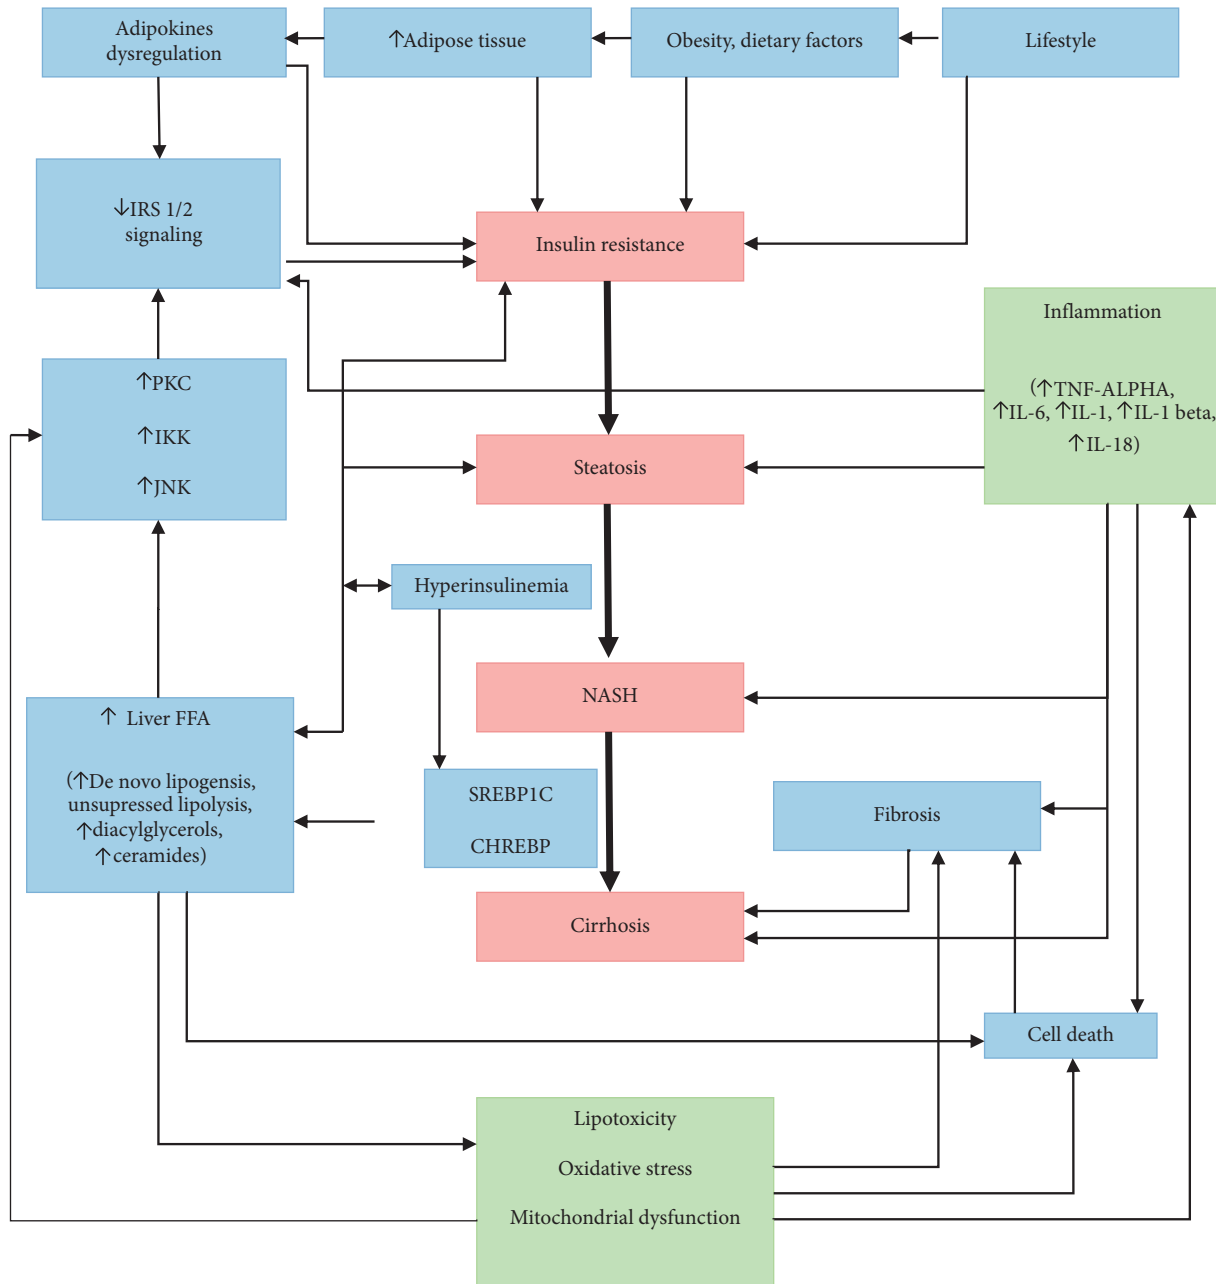 Adipokines
dysregulation
↑Adipose tissue
Obesity, dietary factors
Lifestyle
↓IRS 1/2
signaling
Insulin resistance
Inflammation
(↑TNF-ALPHA,
↑IL-6, ↑IL-1, ↑IL-1 beta,
↑IL-18)
↑PKC
↑IKK
↑JNK
Steatosis
Hyperinsulinemia
NASH
↑ Liver FFA
(↑De novo lipogensis,
unsupressed lipolysis,
↑diacylglycerols,
↑ceramides)
SREBP1C
CHREBP
Fibrosis
Cirrhosis
Cell death
Lipotoxicity
Oxidative stress
Mitochondrial dysfunction